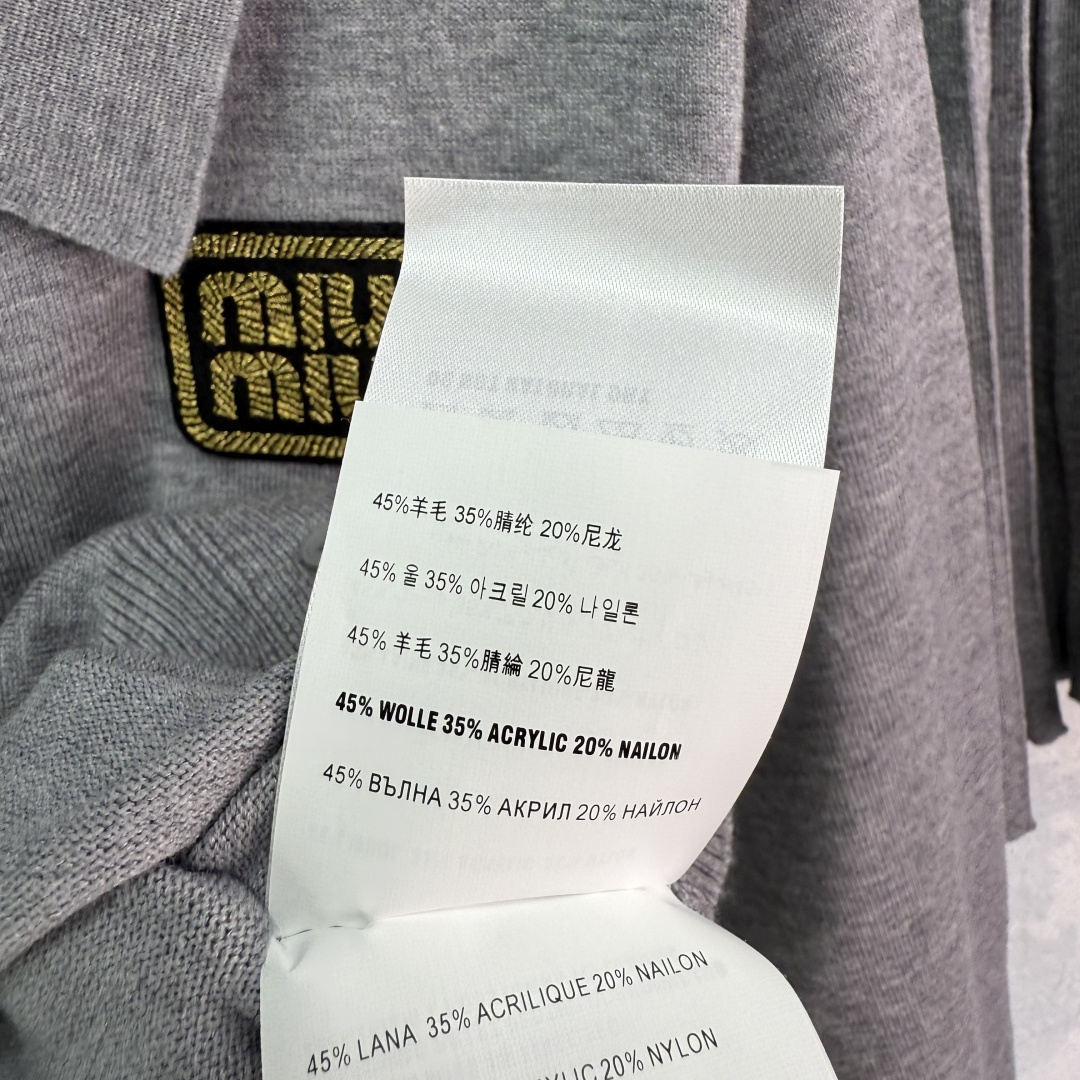 miu
miu
45%羊毛 35%腈纶 20%尼龙
45% 울 35% 아크릴 20% 나일론
45% 羊毛 35%腈綸 20%尼龍
45% WOLLE 35% ACRYLIC 20% NAILON
45% ВЪЛНА 35% АКРИЛ 20% НАЙЛОН
45% LANA 35% ACRILIQUE 20% NAILON
20% NYLON